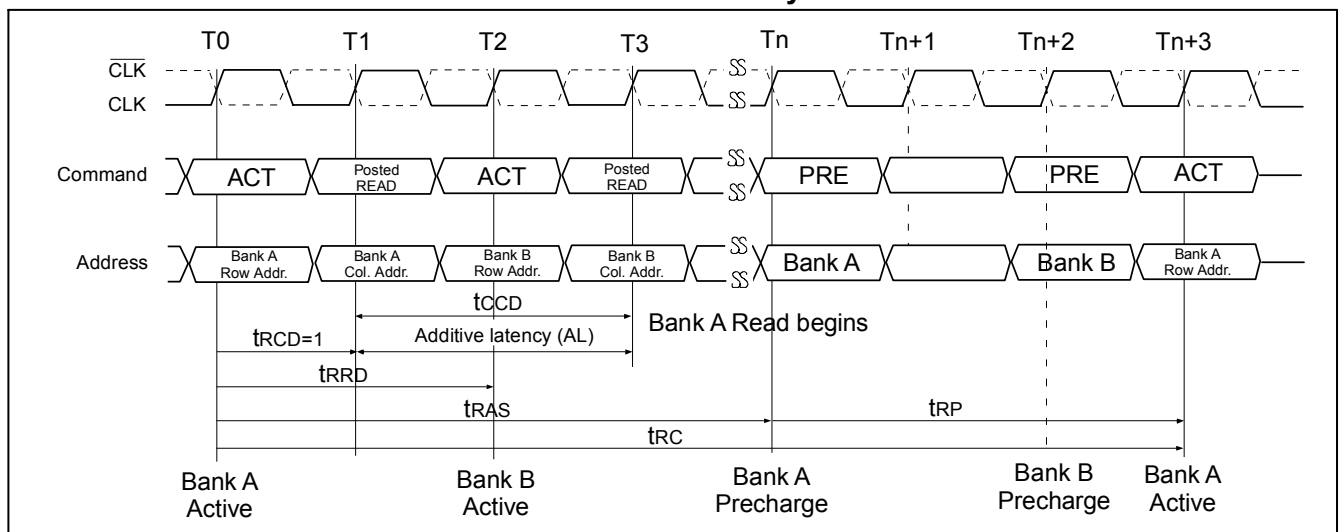 T0 T1 T2 T3 Tn Tn+1 Tn+2 Tn+3
CLK
CLK
Command ACT Posted READ ACT Posted READ PRE PRE ACT
Address Bank A Row Addr. Bank A Col. Addr. Bank B Row Addr. Bank B Col. Addr. Bank A Bank B Bank A Row Addr.
tCCD
Bank A Read begins
tRCD=1 Additive latency (AL)
tRRD
tRAS tRP
tRC
Bank A Active Bank B Active Bank A Precharge Bank B Precharge Bank A Active